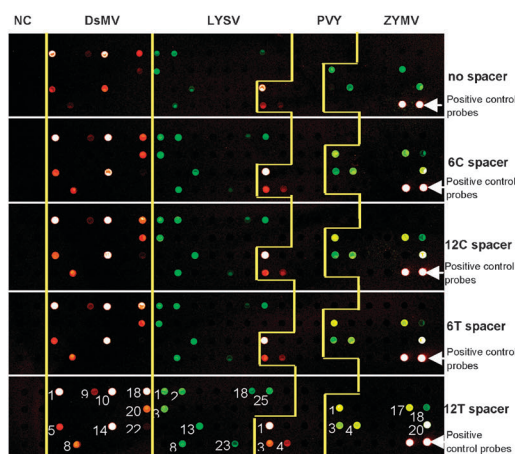 NC DsMV LYSV PVY ZYMV
no spacer
Positive control
probes
6C spacer
Positive control
probes
12C spacer
Positive control
probes
6T spacer
Positive control
probes
12T spacer
1 9 10 18 1 2 18 25 1 17 18
20 3
5 14 22 13 1 3 4 20
8 8 23 3 4
Positive
control
probes